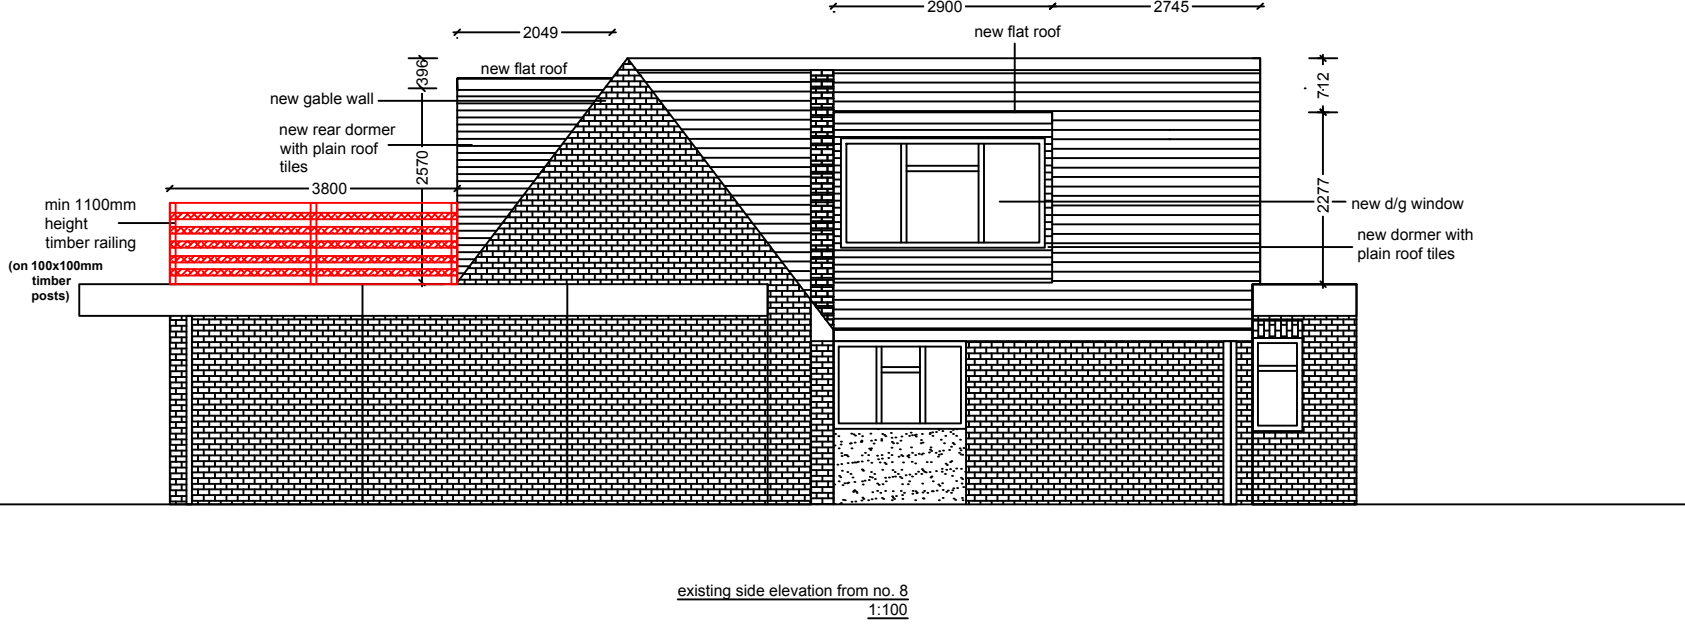 2900
2745
2049
new flat roof
396
new flat roof
712
new gable wall
new rear dormer
with plain roof
tiles
2570
3800
2277
min 1100mm
height
timber railing
(on 100x100mm
timber
posts)
new d/g window
new dormer with
plain roof tiles
existing side elevation from no. 8
1:100